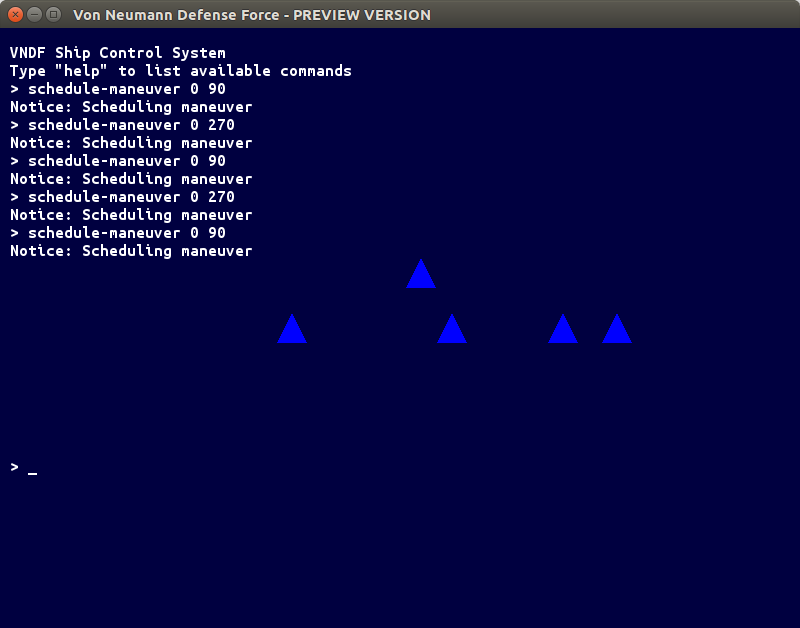 Von Neumann Defense Force - PREVIEW VERSION
VNDF Ship Control System
Type "help" to list available commands
> schedule-maneuver 0 90
Notice: Scheduling maneuver
> schedule-maneuver 0 270
Notice: Scheduling maneuver
> schedule-maneuver 0 90
Notice: Scheduling maneuver
> schedule-maneuver 0 270
Notice: Scheduling maneuver
> schedule-maneuver 0 90
Notice: Scheduling maneuver
> _